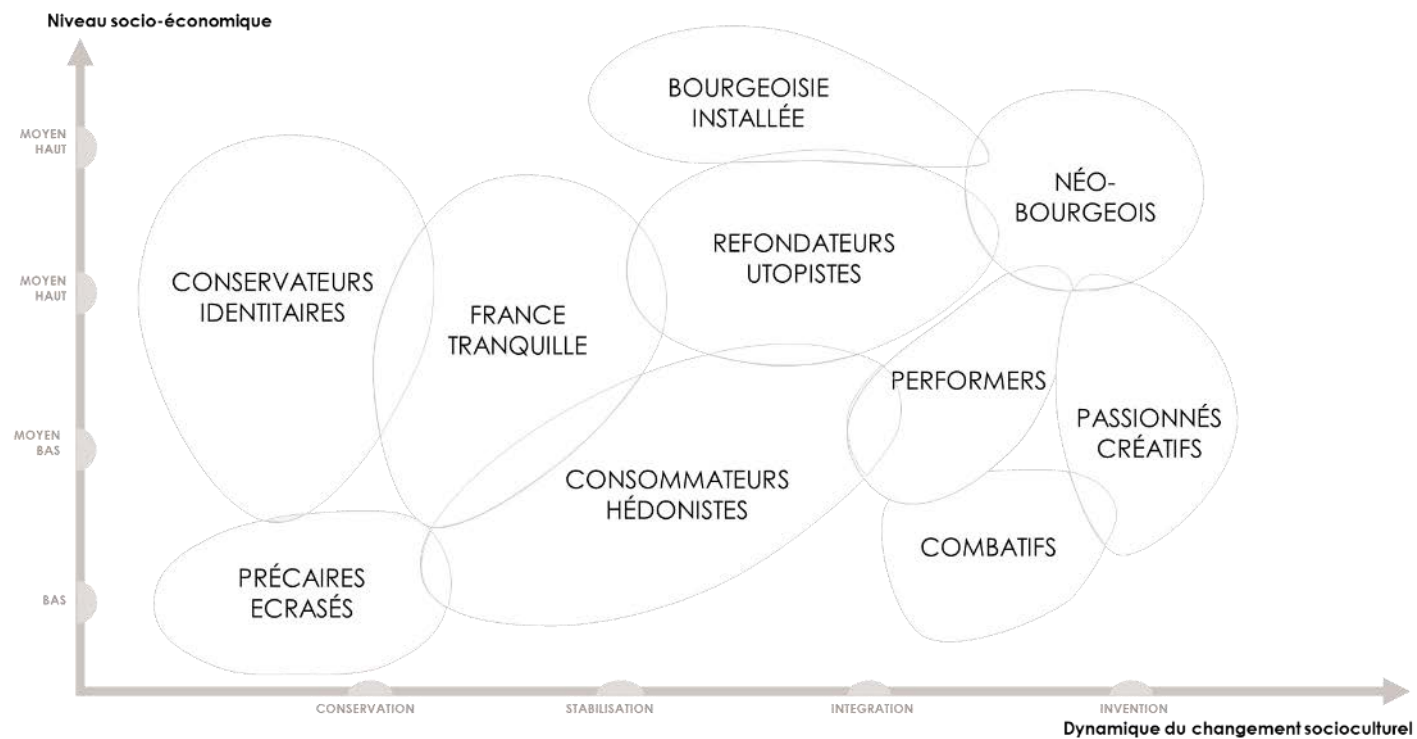 Niveau socio-économique
BOURGEOISIE
INSTALLÉE
MOYEN
HAUT
NÉO-
BOURGEOIS
REFONDATEURS
UTOPISTES
CONSERVATEURS
IDENTITAIRES
MOYEN
HAUT
FRANCE
TRANQUILLE
PERFORMERS
PASSIONNÉS
CRÉATIFS
MOYEN
BAS
CONSOMMATEURS
HÉDONISTES
COMBATIFS
PRÉCAIRES
ECRASÉS
BAS
CONSERVATION
STABILISATION
INTEGRATION
INVENTION
Dynamique du changement socioculturel